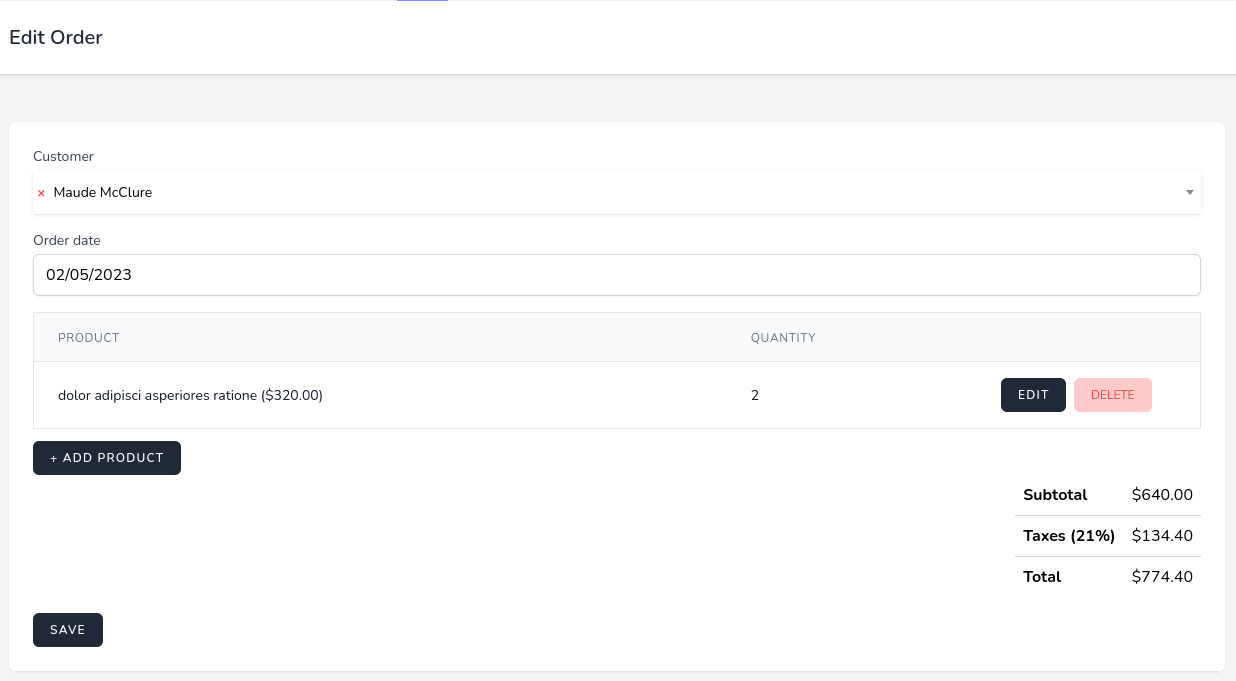 Edit Order
Customer
× Maude McClure
Order date
02/05/2023
PRODUCT QUANTITY
dolor adipisci asperiores ratione ($320.00) 2 EDIT DELETE
+ ADD PRODUCT
Subtotal $640.00
Taxes (21%) $134.40
Total $774.40
SAVE